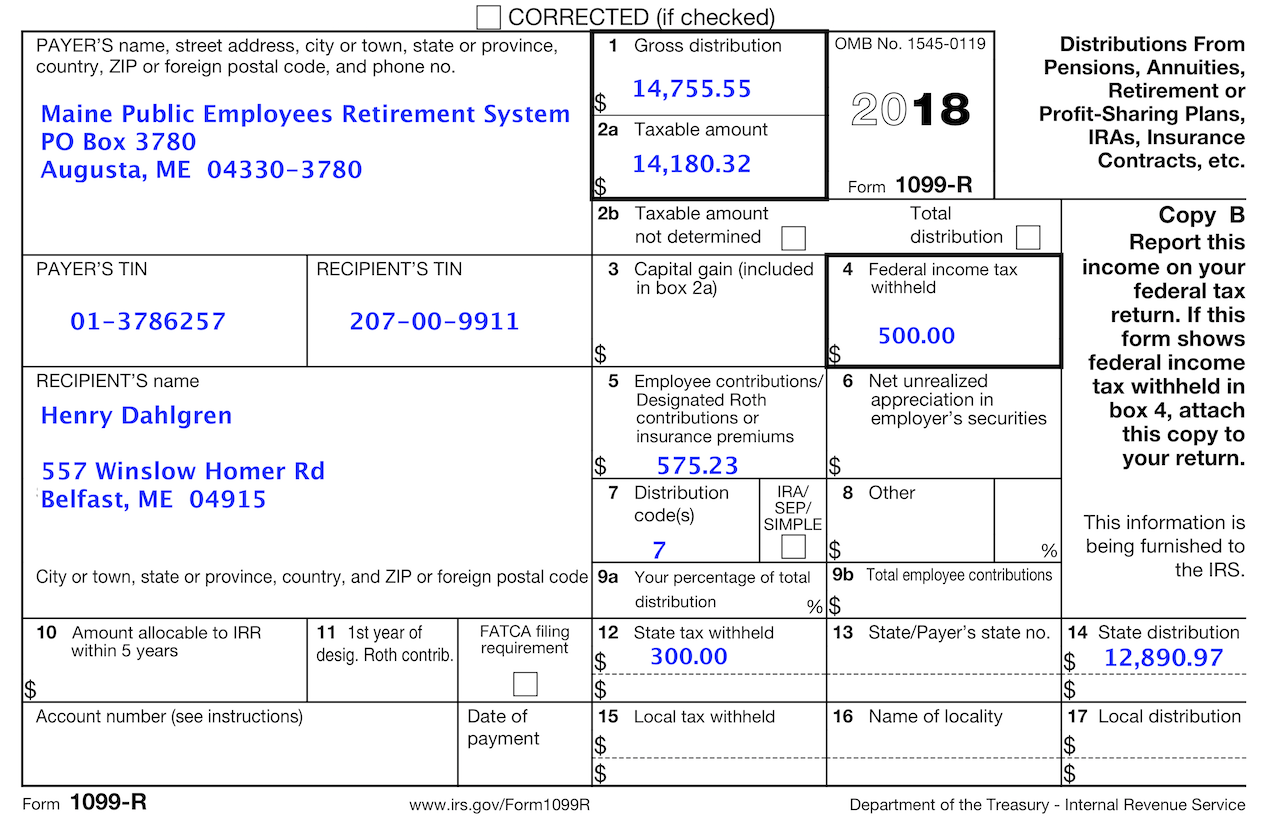 CORRECTED (if checked)
PAYER'S name, street address, city or town, state or province,
country, ZIP or foreign postal code, and phone no.
Maine Public Employees Retirement System
PO Box 3780
Augusta, ME 04330-3780
1 Gross distribution
$ 14,755.55
2a Taxable amount
$ 14,180.32
OMB No. 1545-0119
2018
Form 1099-R
Distributions From
Pensions, Annuities,
Retirement or
Profit-Sharing Plans,
IRAs, Insurance
Contracts, etc.
2b Taxable amount
not determined
Total
distribution
Copy B
Report this
income on your
federal tax
return. If this
form shows
federal income
tax withheld in
box 4, attach
this copy to
your return.
This information is
being furnished to
the IRS.
PAYER'S TIN
01-3786257
RECIPIENT'S TIN
207-00-9911
3 Capital gain (included
in box 2a)
$
4 Federal income tax
withheld
500.00
$
RECIPIENT'S name
Henry Dahlgren
557 Winslow Homer Rd
Belfast, ME 04915
City or town, state or province, country, and ZIP or foreign postal code
5 Employee contributions/
Designated Roth
contributions or
insurance premiums
$ 575.23
6 Net unrealized
appreciation in
employer's securities
$
7 Distribution
code(s)
7
IRA/
SEP/
SIMPLE
8 Other
$
%
9a Your percentage of total
distribution %
9b Total employee contributions
$
10 Amount allocable to IRR
within 5 years
$
11 1st year of
desig. Roth contrib.
FATCA filing
requirement
12 State tax withheld
$ 300.00
$
13 State/Payer's state no.
14 State distribution
$ 12,890.97
$
Account number (see instructions)
Date of
payment
15 Local tax withheld
$
$
16 Name of locality
17 Local distribution
$
$
Form 1099-R
www.irs.gov/Form1099R
Department of the Treasury - Internal Revenue Service